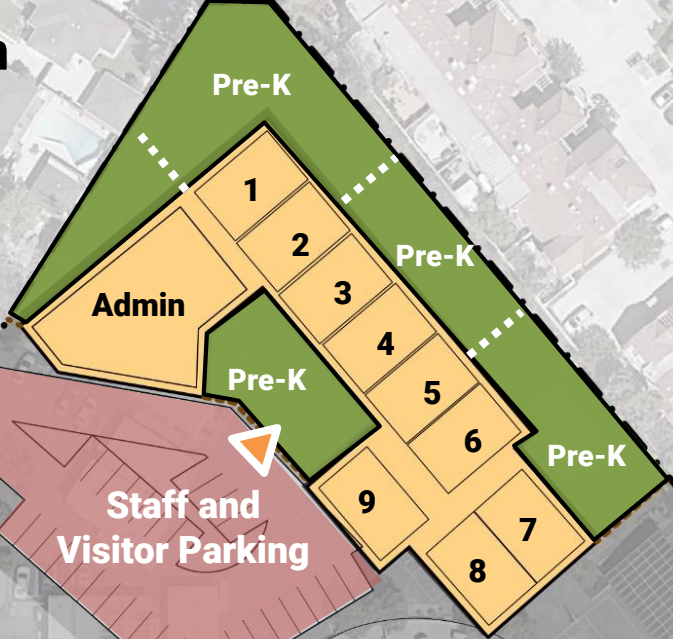 n
Pre-K
1
2
Pre-K
3
Admin
4
Pre-K
5
6
Pre-K
9
Staff and
Visitor Parking
7
8